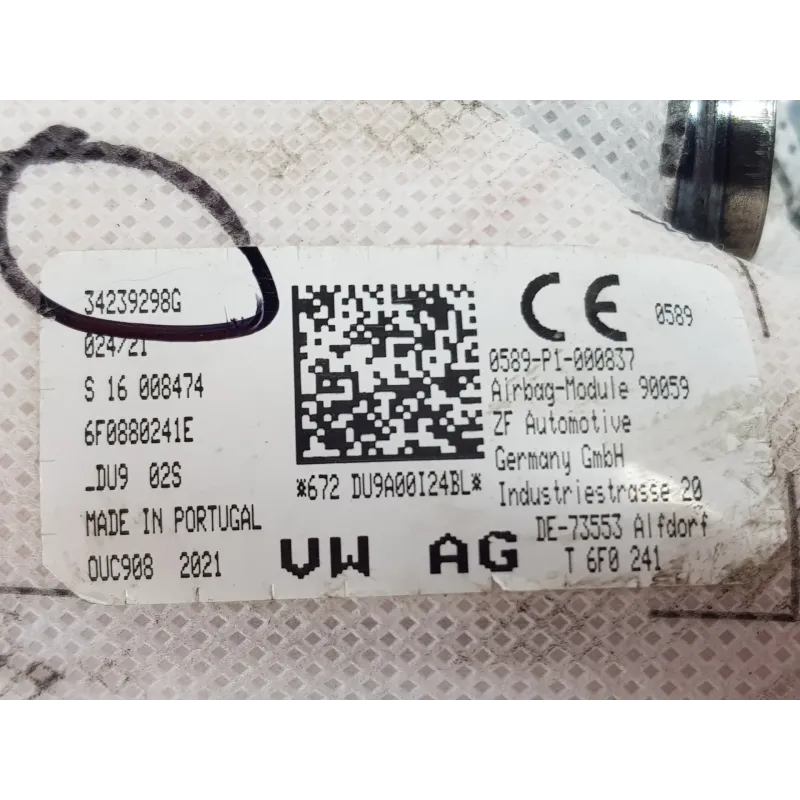 34239298G
024/21
S 16 008474
6F0880241E
_DU9 02S
MADE IN PORTUGAL
OUC908 2021
*672 DU9A00I24BL*
VW AG
CE 0589
0589-P1-000837
Airbag-Module 90059
ZF Automotive
Germany GmbH
Industriestrasse 20
DE-73553 Alfdorf
T 6F0 241